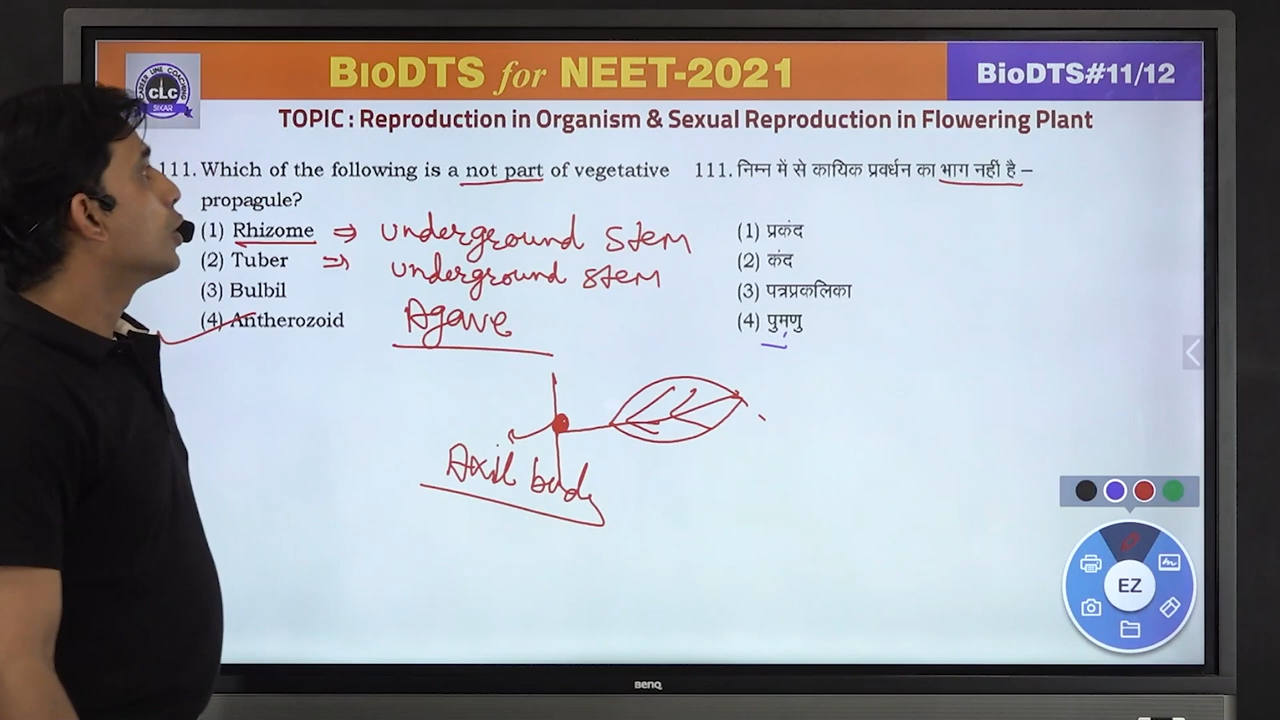 BIODTS for NEET-2021
BioDTS#11/12
CLC
SIKAR
TOPIC : Reproduction in Organism & Sexual Reproduction in Flowering Plant
111. Which of the following is a not part of vegetative
propagule?
(1) Rhizome ⇒ underground stem
(2) Tuber ⇒ underground stem
(3) Bulbil
(4) Antherozoid
Agave
Axil bud
111. निम्न में से कायिक प्रवर्धन का भाग नहीं है –
(1) प्रकंद
(2) कंद
(3) पत्रप्रकलिका
(4) पुमणु
EZ
BenQ